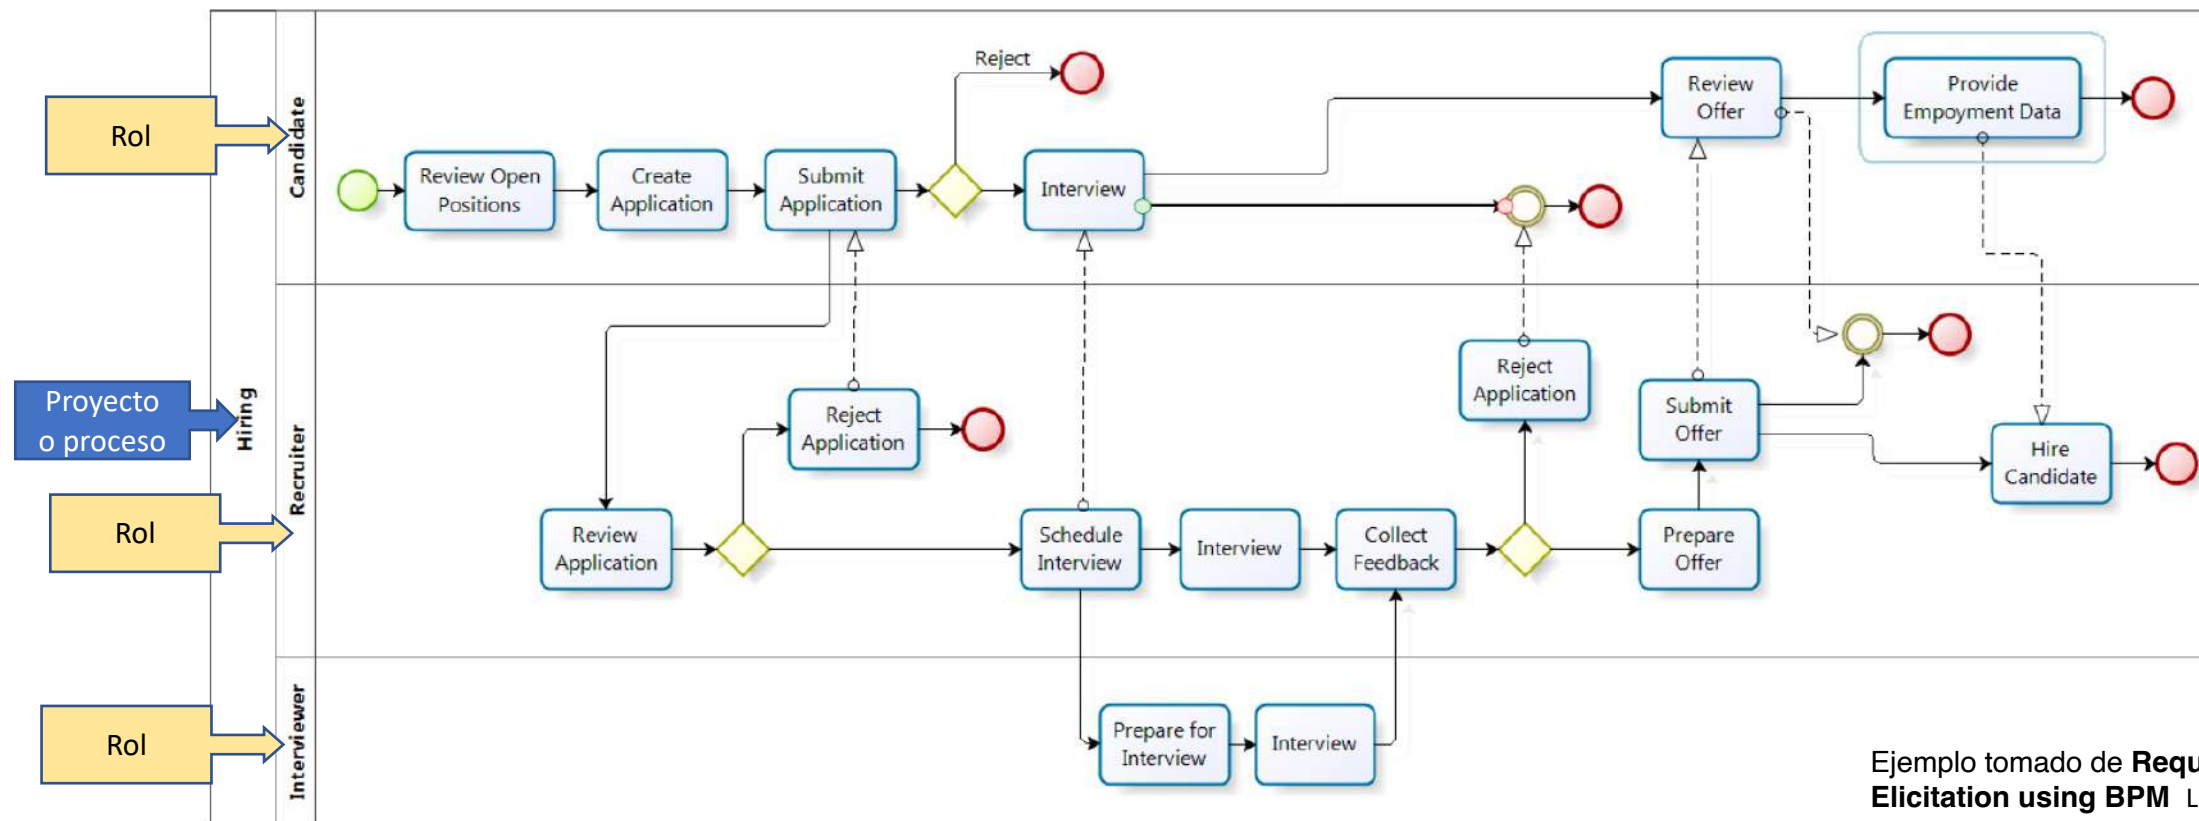 Rol
Proyecto
o proceso
Rol
Rol
Hiring
Candidate
Recruiter
Interviewer
Reject
Review Open
Positions
Create
Application
Submit
Application
Interview
Review
Offer
Provide
Empoyment Data
Reject
Application
Reject
Application
Submit
Offer
Hire
Candidate
Review
Application
Schedule
Interview
Interview
Collect
Feedback
Prepare
Offer
Prepare for
Interview
Interview
Ejemplo tomado de Requ
Elicitation using BPM L